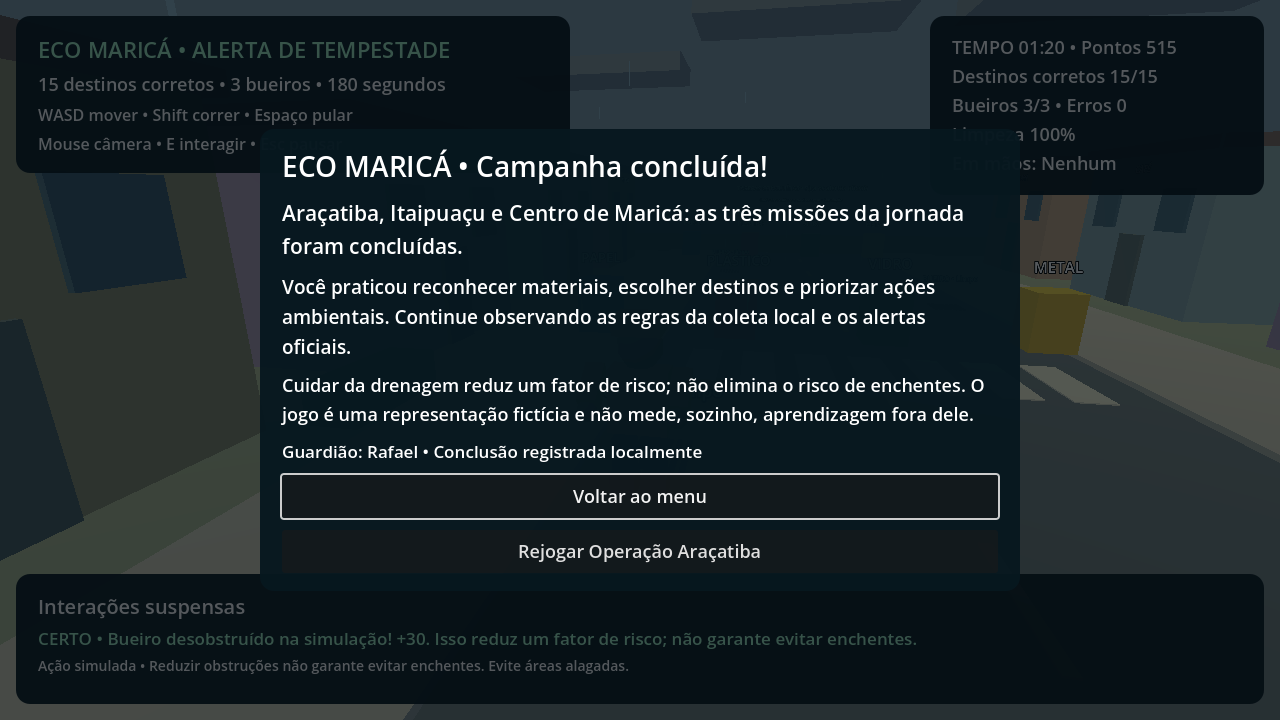 ECO MARICÁ • ALERTA DE TEMPESTADE
15 destinos corretos • 3 bueiros • 180 segundos
WASD mover • Shift correr • Espaço pular
Mouse câmera • E interagir •
TEMPO 01:20 • Pontos 515
Destinos corretos 15/15
Bueiros 3/3 • Erros 0
Limpeza 100%
Nenhum
METAL
ECO MARICÁ • Campanha concluída!
Araçatiba, Itaipuaçu e Centro de Maricá: as três missões da jornada
foram concluídas.
Você praticou reconhecer materiais, escolher destinos e priorizar ações
ambientais. Continue observando as regras da coleta local e os alertas
oficiais.
Cuidar da drenagem reduz um fator de risco; não elimina o risco de enchentes. O
jogo é uma representação fictícia e não mede, sozinho, aprendizagem fora dele.
Guardião: Rafael • Conclusão registrada localmente
Voltar ao menu
Rejogar Operação Araçatiba
Interações suspensas
CERTO • Bueiro desobstruído na simulação! +30. Isso reduz um fator de risco; não garante evitar enchentes.
Ação simulada • Reduzir obstruções não garante evitar enchentes. Evite áreas alagadas.